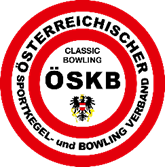 ÖSTERREICHISCHER
CLASSIC
BOWLING
ÖSKB
SPORTKEGEL- und BOWLING VERBAND